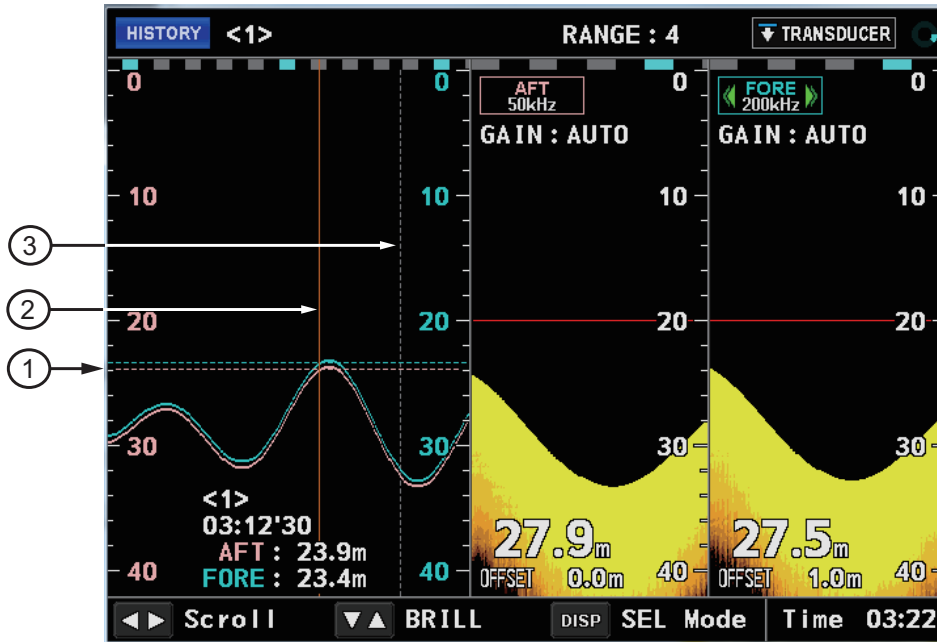 HISTORY <1> RANGE : 4 TRANSDUCER
0 0 AFT 50kHz 0 FORE 200kHz 0
GAIN : AUTO GAIN : AUTO
10 10 10 10
3
2
20 20 20 20
1
30 30 30 30
<1>
03:12'30
AFT : 23.9m
FORE : 23.4m
27.9m 27.5m
40 40 OFFSET 0.0m 40 OFFSET 1.0m 40
Scroll BRILL DISP SEL Mode Time 03:22